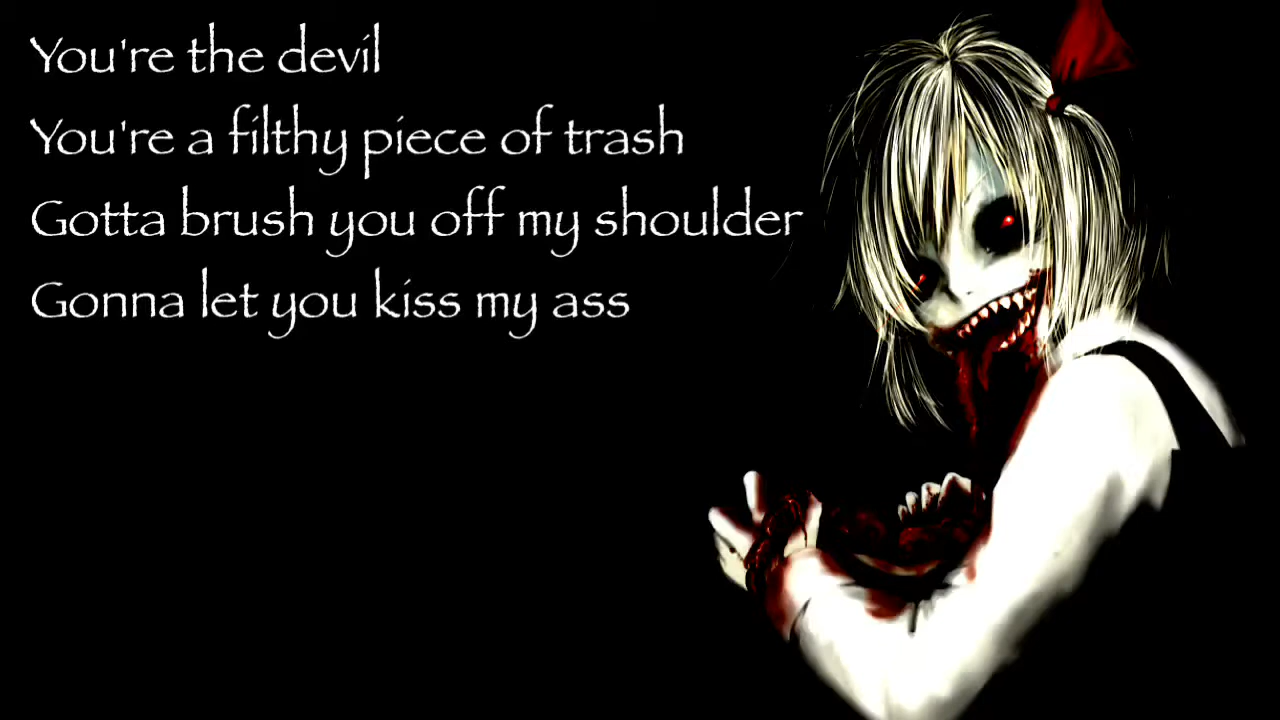 You're the devil
You're a filthy piece of trash
Gotta brush you off my shoulder
Gonna let you kiss my ass